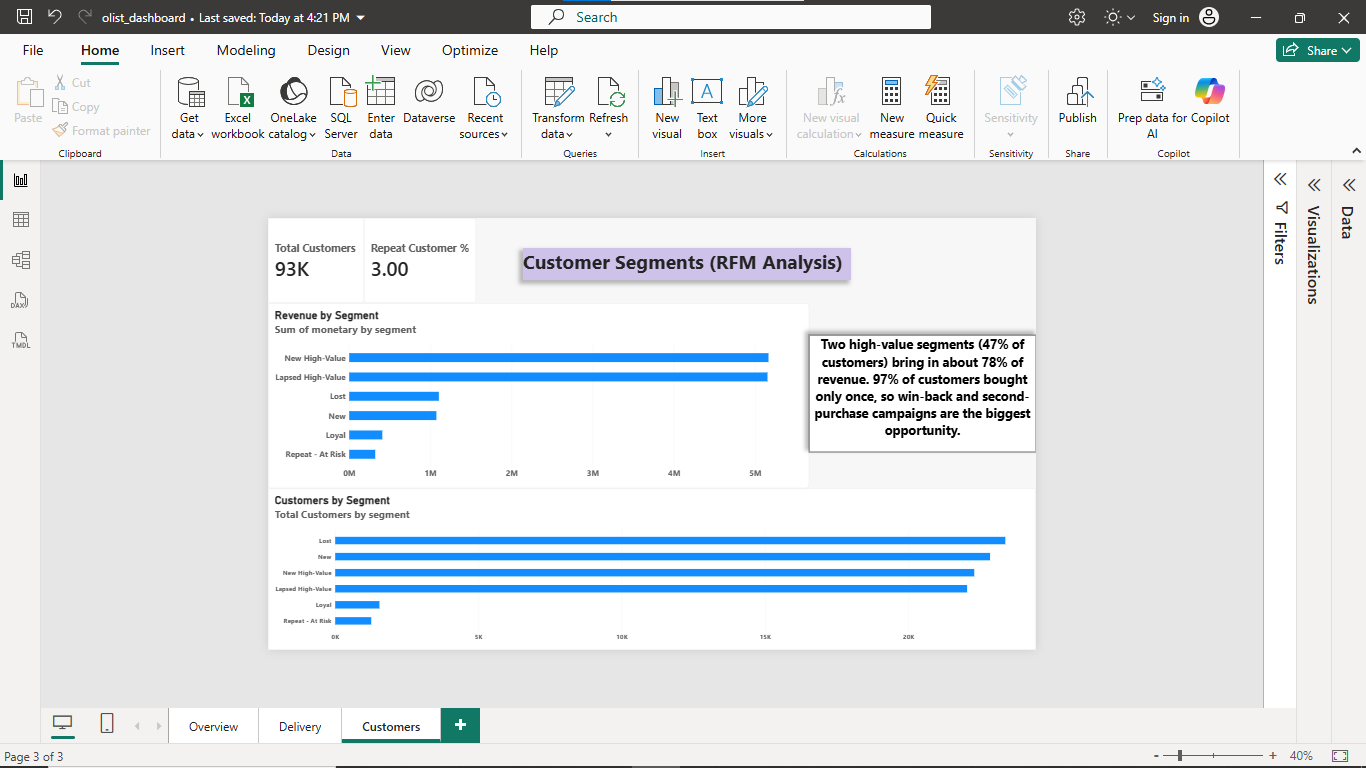 olist_dashboard • Last saved: Today at 4:21 PM
Search
Sign in
File Home Insert Modeling Design View Optimize Help
Share
Paste
Cut
Copy
Format painter
Clipboard
Get data
Excel workbook
OneLake catalog
SQL Server
Enter data
Dataverse
Recent sources
Data
Transform data
Refresh
Queries
New visual
Text box
More visuals
Insert
New visual calculation
New measure
Quick measure
Calculations
Sensitivity
Sensitivity
Publish
Share
Prep data for AI
Copilot
Copilot
DAX
TMDL
Total Customers
93K
Repeat Customer %
3.00
Customer Segments (RFM Analysis)
Revenue by Segment
Sum of monetary by segment
New High-Value
Lapsed High-Value
Lost
New
Loyal
Repeat - At Risk
0M 1M 2M 3M 4M 5M
Two high-value segments (47% of
customers) bring in about 78% of
revenue. 97% of customers bought
only once, so win-back and second-
purchase campaigns are the biggest
opportunity.
Customers by Segment
Total Customers by segment
Lost
New
New High-Value
Lapsed High-Value
Loyal
Repeat - At Risk
0K 5K 10K 15K 20K
Filters
Visualizations
Data
Overview Delivery Customers
Page 3 of 3
- + 40%